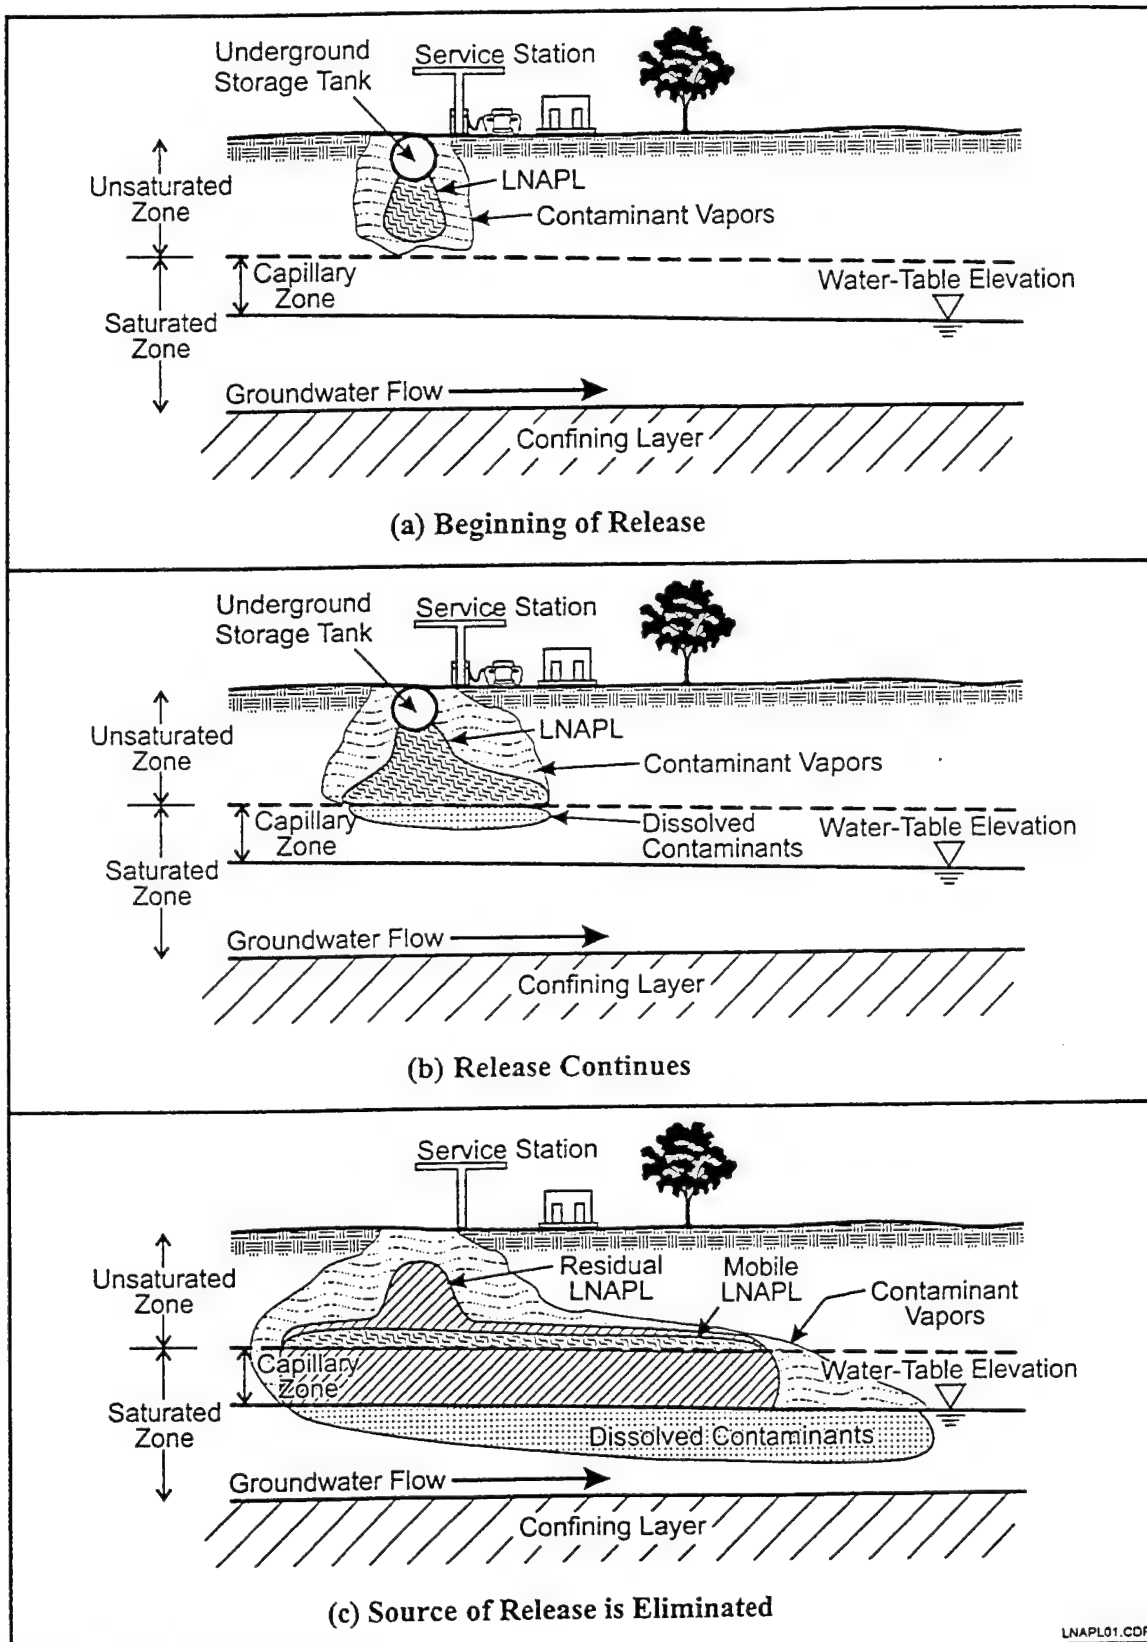 Underground
Storage Tank
Service Station
LNAPL
Contaminant Vapors
Unsaturated
Zone
Capillary
Zone
Water-Table Elevation
Saturated
Zone
Groundwater Flow
Confining Layer
(a) Beginning of Release
Underground
Storage Tank
Service Station
LNAPL
Contaminant Vapors
Unsaturated
Zone
Capillary
Zone
Dissolved
Contaminants
Water-Table Elevation
Saturated
Zone
Groundwater Flow
Confining Layer
(b) Release Continues
Service Station
Residual
LNAPL
Mobile
LNAPL
Contaminant
Vapors
Unsaturated
Zone
Capillary
Zone
Water-Table Elevation
Saturated
Zone
Dissolved Contaminants
Groundwater Flow
Confining Layer
(c) Source of Release is Eliminated
LNAPL01.CDR